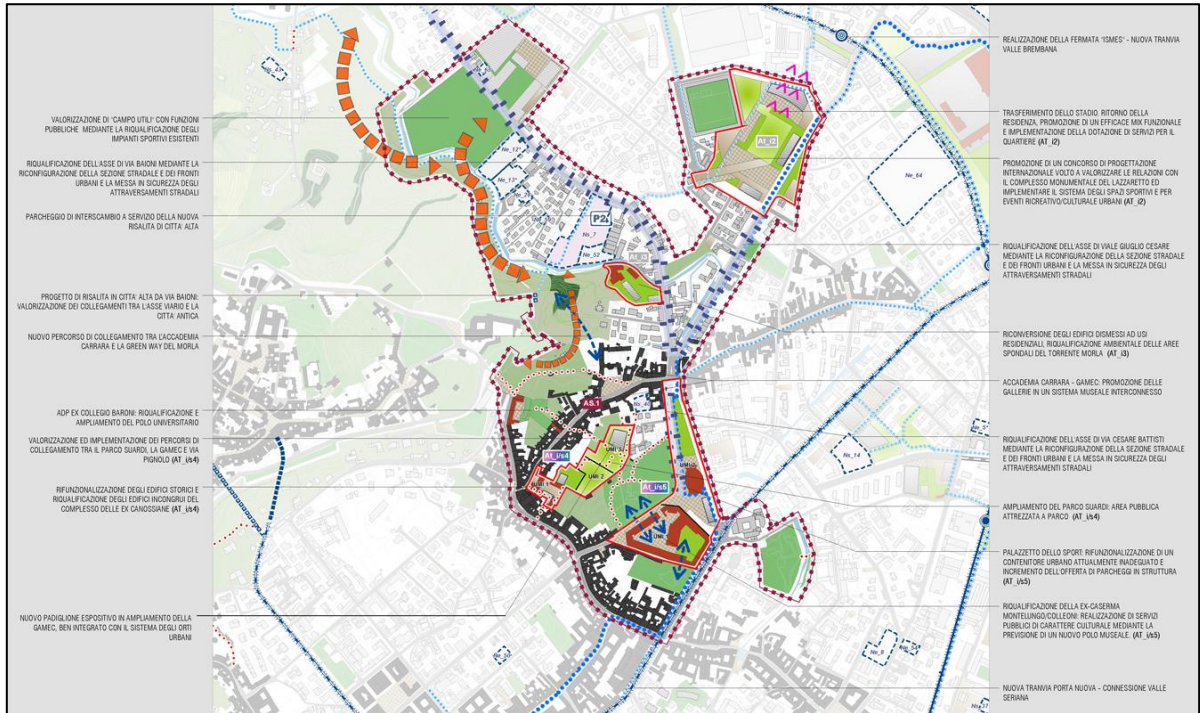 VALORIZZAZIONE DI "CAMPO UTILI" CON FUNZIONI
PUBBLICHE MEDIANTE LA RIQUALIFICAZIONE DEGLI
IMPIANTI SPORTIVI ESISTENTI
RIQUALIFICAZIONE DELL'ASSE DI VIA BAIONI MEDIANTE LA
RICONFIGURAZIONE DELLA SEZIONE STRADALE E DEI FRONTI
URBANI E LA MESSA IN SICUREZZA DEGLI
ATTRAVERSAMENTI STRADALI
PARCHEGGIO DI INTERSCAMBIO A SERVIZIO DELLA NUOVA
RISALITA DI CITTA' ALTA
PROGETTO DI RISALITA IN CITTA' ALTA DA VIA BAIONI:
VALORIZZAZIONE DEI COLLEGAMENTI TRA L'ASSE VIARIO E LA
CITTA' ANTICA
NUOVO PERCORSO DI COLLEGAMENTO TRA L'ACCADEMIA
CARRARA E LA GREEN WAY DEL MORLA
ADP EX COLLEGIO BARONI: RIQUALIFICAZIONE E
AMPLIAMENTO DEL POLO UNIVERSITARIO
VALORIZZAZIONE ED IMPLEMENTAZIONE DEI PERCORSI DI
COLLEGAMENTO TRA IL PARCO SUARDI, LA GAMEC E VIA
PIGNOLO (AT_i/s4)
RIFUNZIONALIZZAZIONE DEGLI EDIFICI STORICI E
RIQUALIFICAZIONE DEGLI EDIFICI INCONGRUI DEL
COMPLESSO DELLE EX CANOSSIANE (AT_i/s4)
NUOVO PADIGLIONE ESPOSITIVO IN AMPLIAMENTO DELLA
GAMEC, BEN INTEGRATO CON IL SISTEMA DEGLI ORTI
URBANI
At_i2
Ne_64
P2
Ns_7
Ne_52
At_i3
AS.1
At_i/s4
UMI 3
UMI 2
UMI 1
At_i/s5
Ns_14
Ne_8
REALIZZAZIONE DELLA FERMATA 'ISMES' - NUOVA TRANVIA
VALLE BREMBANA
TRASFERIMENTO DELLO STADIO, RITORNO DELLA
RESIDENZA, PROMOZIONE DI UN EFFICACE MIX FUNZIONALE
E IMPLEMENTAZIONE DELLA DOTAZIONE DI SERVIZI PER IL
QUARTIERE (AT_i2)
PROMOZIONE DI UN CONCORSO DI PROGETTAZIONE
INTERNAZIONALE VOLTO A VALORIZZARE LE RELAZIONI CON
IL COMPLESSO MONUMENTALE DEL LAZZARETTO ED
IMPLEMENTARE IL SISTEMA DEGLI SPAZI SPORTIVI E PER
EVENTI RICREATIVO/CULTURALE URBANI (AT_i2)
RIQUALIFICAZIONE DELL'ASSE DI VIALE GIUGLIO CESARE
MEDIANTE LA RICONFIGURAZIONE DELLA SEZIONE STRADALE
E DEI FRONTI URBANI E LA MESSA IN SICUREZZA DEGLI
ATTRAVERSAMENTI STRADALI
RICONVERSIONE DEGLI EDIFICI DISMESSI AD USI
RESIDENZIALI, RIQUALIFICAZIONE AMBIENTALE DELLE AREE
SPONDALI DEL TORRENTE MORLA (AT_i3)
ACCADEMIA CARRARA - GAMEC: PROMOZIONE DELLE
GALLERIE IN UN SISTEMA MUSEALE INTERCONNESSO
RIQUALIFICAZIONE DELL'ASSE DI VIA CESARE BATTISTI
MEDIANTE LA RICONFIGURAZIONE DELLA SEZIONE STRADALE
E DEI FRONTI URBANI E LA MESSA IN SICUREZZA DEGLI
ATTRAVERSAMENTI STRADALI
AMPLIAMENTO DEL PARCO SUARDI: AREA PUBBLICA
ATTREZZATA A PARCO (AT_i/s4)
PALAZZETTO DELLO SPORT: RIFUNZIONALIZZAZIONE DI UN
CONTENITORE URBANO ATTUALMENTE INADEGUATO E
INCREMENTO DELL'OFFERTA DI PARCHEGGI IN STRUTTURA
(AT_i/s5)
RIQUALIFICAZIONE DELLA EX-CASERMA
MONTELUNGO/COLLEONI: REALIZZAZIONE DI SERVIZI
PUBBLICI DI CARATTERE CULTURALE MEDIANTE LA
PREVISIONE DI UN NUOVO POLO MUSEALE. (AT_i/s5)
NUOVA TRANVIA PORTA NUOVA - CONNESSIONE VALLE
SERIANA